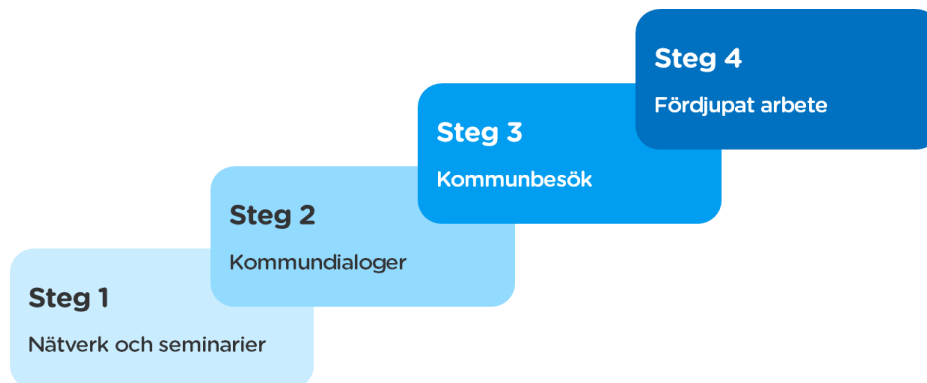 Steg 4
Fördjupat arbete
Steg 3
Kommunbesök
Steg 2
Kommundialoger
Steg 1
Nätverk och seminarier